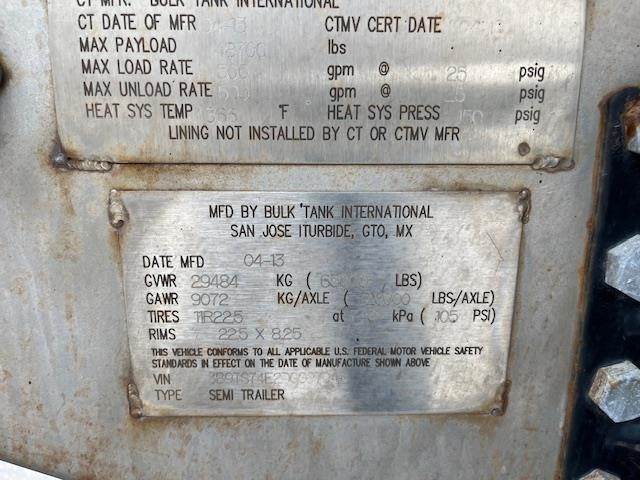 CT MFR. BULK TANK INTERNATIONAL
CT DATE OF MFR 04-13 CTMV CERT DATE
MAX PAYLOAD lbs
MAX LOAD RATE gpm @ 25 psig
MAX UNLOAD RATE gpm @ psig
HEAT SYS TEMP °F HEAT SYS PRESS 150 psig
LINING NOT INSTALLED BY CT OR CTMV MFR
MFD BY BULK TANK INTERNATIONAL
SAN JOSE ITURBIDE, GTO, MX
DATE MFD 04-13
GVWR 29484 KG ( LBS)
GAWR 9072 KG/AXLE ( LBS/AXLE)
TIRES 11R22.5 at kPa ( 105 PSI)
RIMS 22.5 X 8.25
THIS VEHICLE CONFORMS TO ALL APPLICABLE U.S. FEDERAL MOTOR VEHICLE SAFETY
STANDARDS IN EFFECT ON THE DATE OF MANUFACTURE SHOWN ABOVE
VIN
TYPE SEMI TRAILER